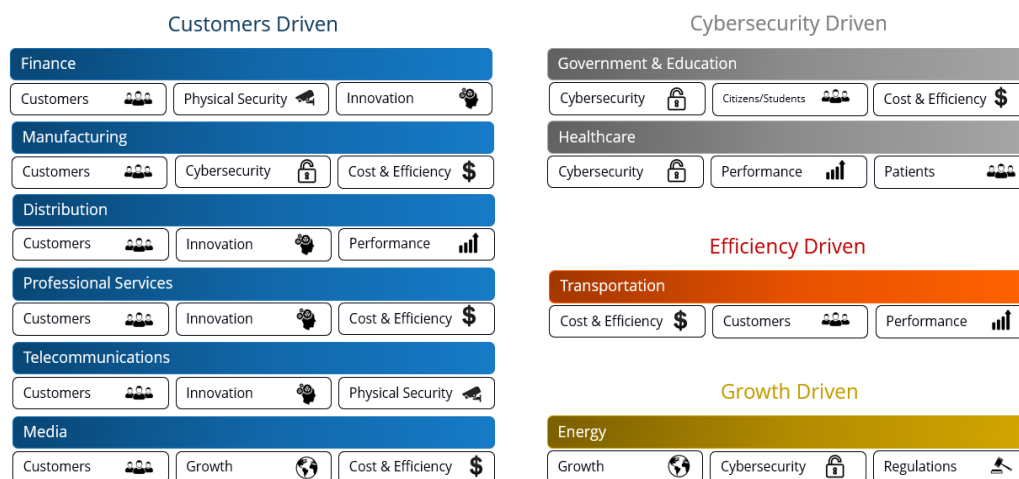 Customers Driven
Finance
Customers Physical Security Innovation
Manufacturing
Customers Cybersecurity Cost & Efficiency $
Distribution
Customers Innovation Performance
Professional Services
Customers Innovation Cost & Efficiency $
Telecommunications
Customers Innovation Physical Security
Media
Customers Growth Cost & Efficiency $
Cybersecurity Driven
Government & Education
Cybersecurity Citizens/Students Cost & Efficiency $
Healthcare
Cybersecurity Performance Patients
Efficiency Driven
Transportation
Cost & Efficiency $ Customers Performance
Growth Driven
Energy
Growth Cybersecurity Regulations